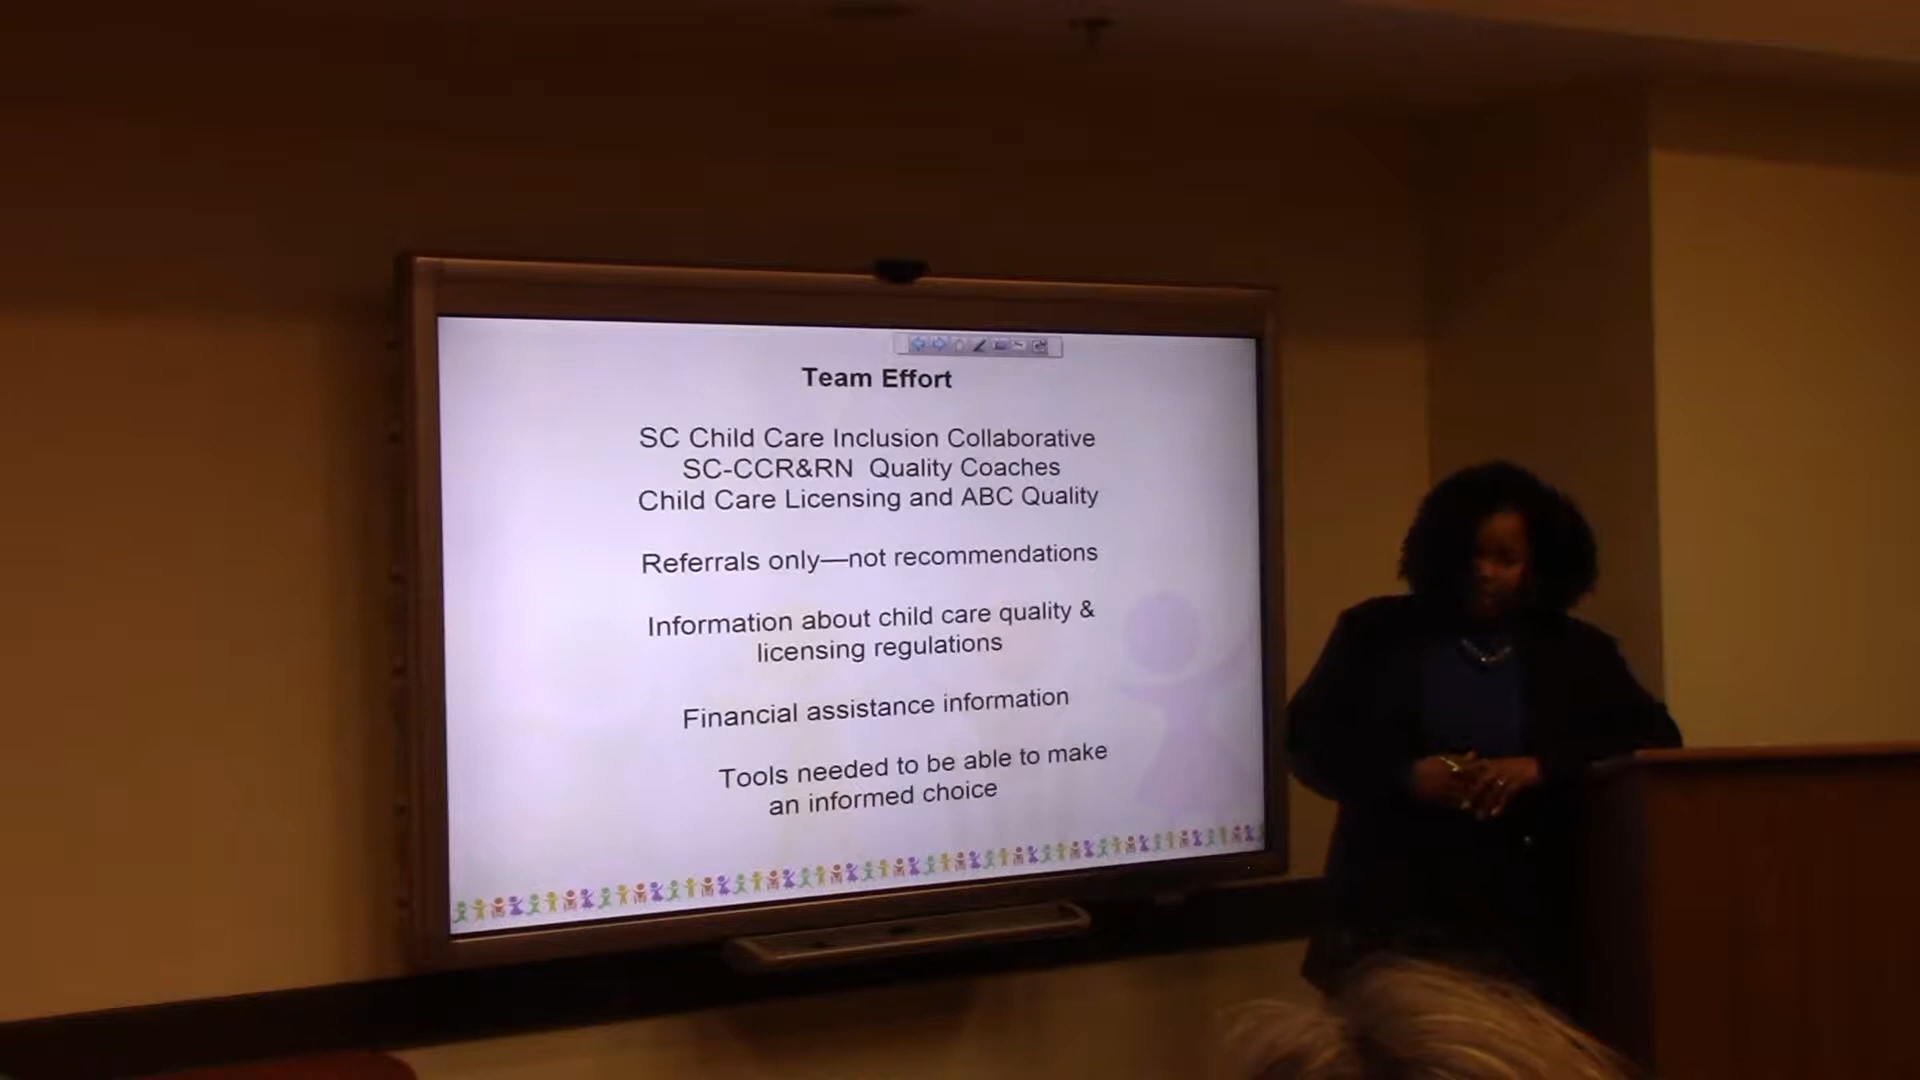 Team Effort
SC Child Care Inclusion Collaborative
SC-CCR&RN Quality Coaches
Child Care Licensing and ABC Quality
Referrals only—not recommendations
Information about child care quality &
licensing regulations
Financial assistance information
Tools needed to be able to make
an informed choice